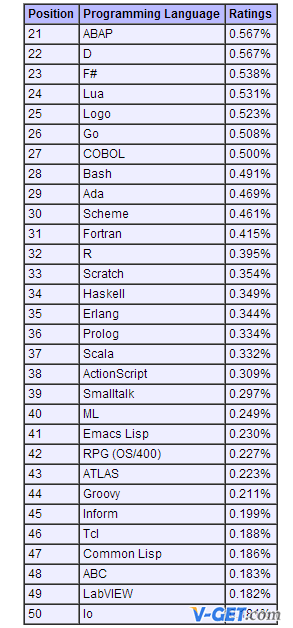 Position Programming Language Ratings
21 ABAP 0.567%
22 D 0.567%
23 F# 0.538%
24 Lua 0.531%
25 Logo 0.523%
26 Go 0.508%
27 COBOL 0.500%
28 Bash 0.491%
29 Ada 0.469%
30 Scheme 0.461%
31 Fortran 0.415%
32 R 0.395%
33 Scratch 0.354%
34 Haskell 0.349%
35 Erlang 0.344%
36 Prolog 0.334%
37 Scala 0.332%
38 ActionScript 0.309%
39 Smalltalk 0.297%
40 ML 0.249%
41 Emacs Lisp 0.230%
42 RPG (OS/400) 0.227%
43 ATLAS 0.223%
44 Groovy 0.211%
45 Inform 0.199%
46 Tcl 0.188%
47 Common Lisp 0.186%
48 ABC 0.183%
49 LabVIEW 0.182%
50 Io
V-GET.com